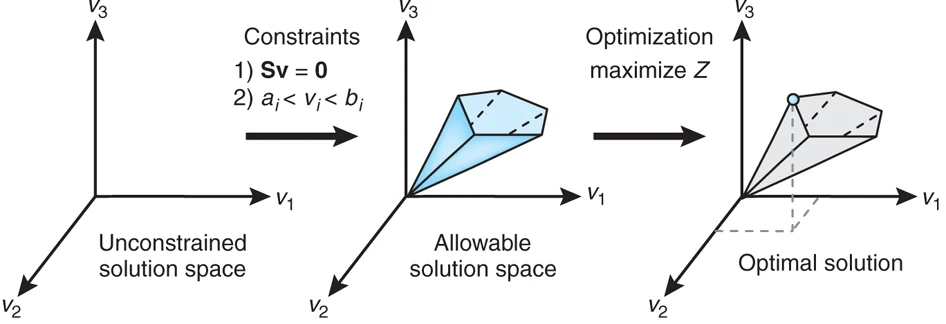 v3
Constraints
1) Sv = 0
2) ai < vi < bi
v1
v2
Unconstrained
solution space
v3
v1
v2
Allowable
solution space
Optimization
maximize Z
v3
v1
v2
Optimal solution